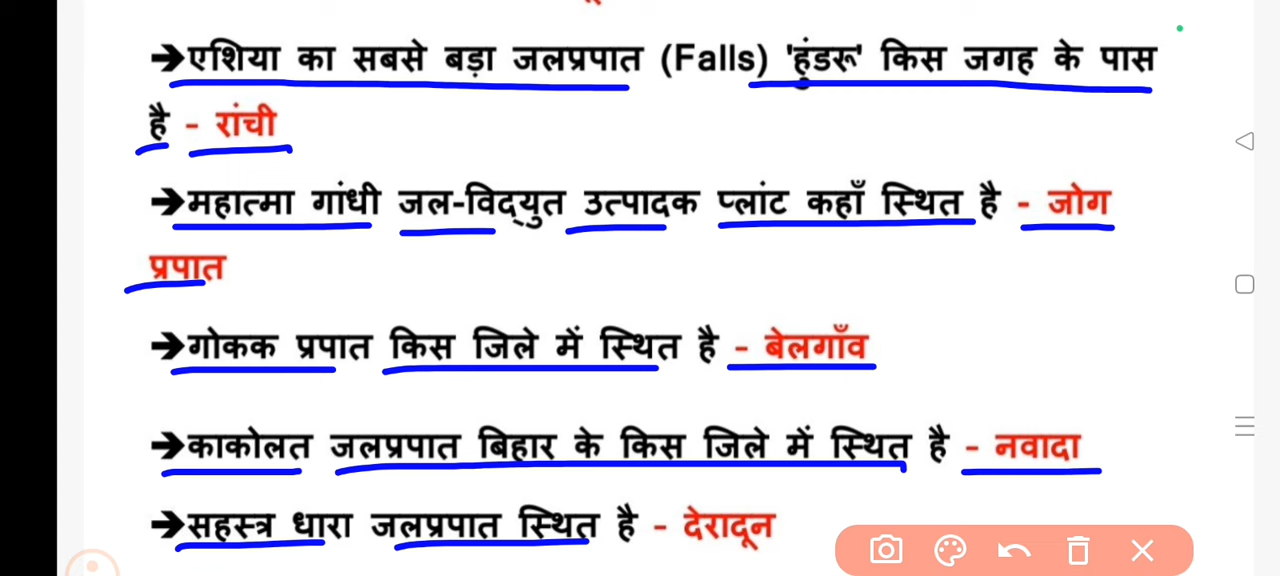 ➔एशिया का सबसे बड़ा जलप्रपात (Falls) 'हुंडरू' किस जगह के पास
है - रांची
➔महात्मा गांधी जल-विद्युत उत्पादक प्लांट कहाँ स्थित है - जोग
प्रपात
➔गोकक प्रपात किस जिले में स्थित है - बेलगाँव
➔काकोलत जलप्रपात बिहार के किस जिले में स्थित है - नवादा
➔सहस्त्र धारा जलप्रपात स्थित है - देरादून